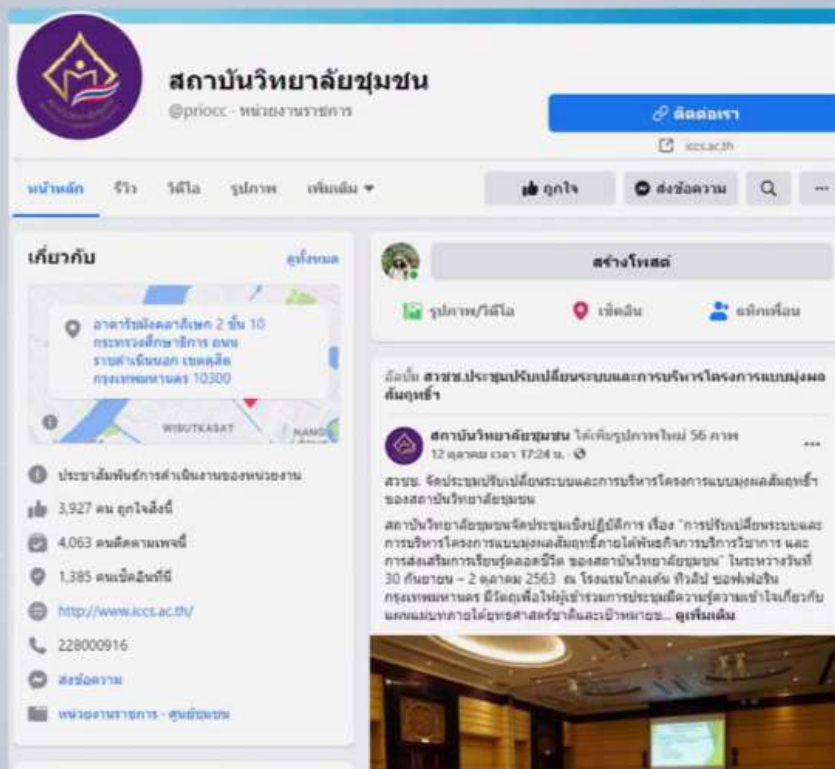 สถาบันวิทยาลัยชุมชน
@priocc - หน่วยงานราชการ
ติดต่อเรา
iccs.ac.th
หน้าหลัก
รีวิว
วิดีโอ
รูปภาพ
เพิ่มเติม
ถูกใจ
ส่งข้อความ
เกี่ยวกับ
ดูทั้งหมด
อาคารรัชมังคลาภิเษก 2 ชั้น 10
กระทรวงศึกษาธิการ ถนน
ราชดำเนินนอก เขตดุสิต
กรุงเทพมหานคร 10300
WISUTKASAT
NANG
ประชาสัมพันธ์การดำเนินงานของหน่วยงาน
3,927 คน ถูกใจสิ่งนี้
4,063 คนติดตามเพจนี้
1,385 คนเช็คอินที่นี่
http://www.iccs.ac.th/
228000916
ส่งข้อความ
หน่วยงานราชการ · ศูนย์ชุมชน
สร้างโพสต์
รูปภาพ/วิดีโอ
เช็คอิน
แท็กเพื่อน
อัลบั้ม สวชช.ประชุมปรับเปลี่ยนระบบและการบริหารโครงการแบบมุ่งผล
สัมฤทธิ์ฯ
สถาบันวิทยาลัยชุมชน ได้เพิ่มรูปภาพใหม่ 56 ภาพ
12 ตุลาคม เวลา 17:24 น.
สวชช. จัดประชุมปรับเปลี่ยนระบบและการบริหารโครงการแบบมุ่งผลสัมฤทธิ์ฯ
ของสถาบันวิทยาลัยชุมชน
สถาบันวิทยาลัยชุมชนจัดประชุมเชิงปฏิบัติการ เรื่อง "การปรับเปลี่ยนระบบและ
การบริหารโครงการแบบมุ่งผลสัมฤทธิ์ภายใต้พันธกิจการบริการวิชาการ และ
การส่งเสริมการเรียนรู้ตลอดชีวิต ของสถาบันวิทยาลัยชุมชน" ในระหว่างวันที่
30 กันยายน – 2 ตุลาคม 2563 ณ โรงแรมโกลเด้น ทิวลิป ซอฟเฟอริน
กรุงเทพมหานคร มีวัตถุเพื่อให้ผู้เข้าร่วมการประชุมมีความรู้ความเข้าใจเกี่ยวกับ
แผนแม่บทภายใต้ยุทธศาสตร์ชาติและเป้าหมายข... ดูเพิ่มเติม